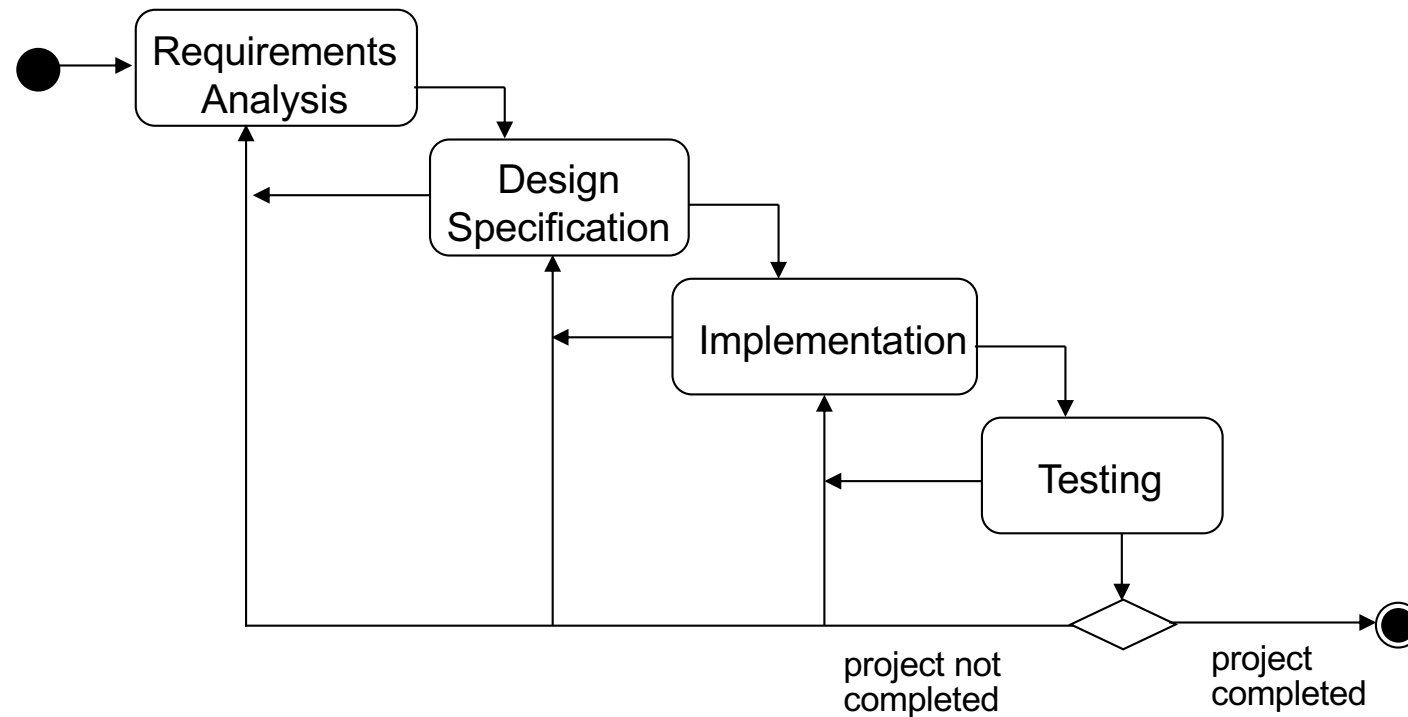 Requirements
Analysis
Design
Specification
Implementation
Testing
project not
completed
project
completed